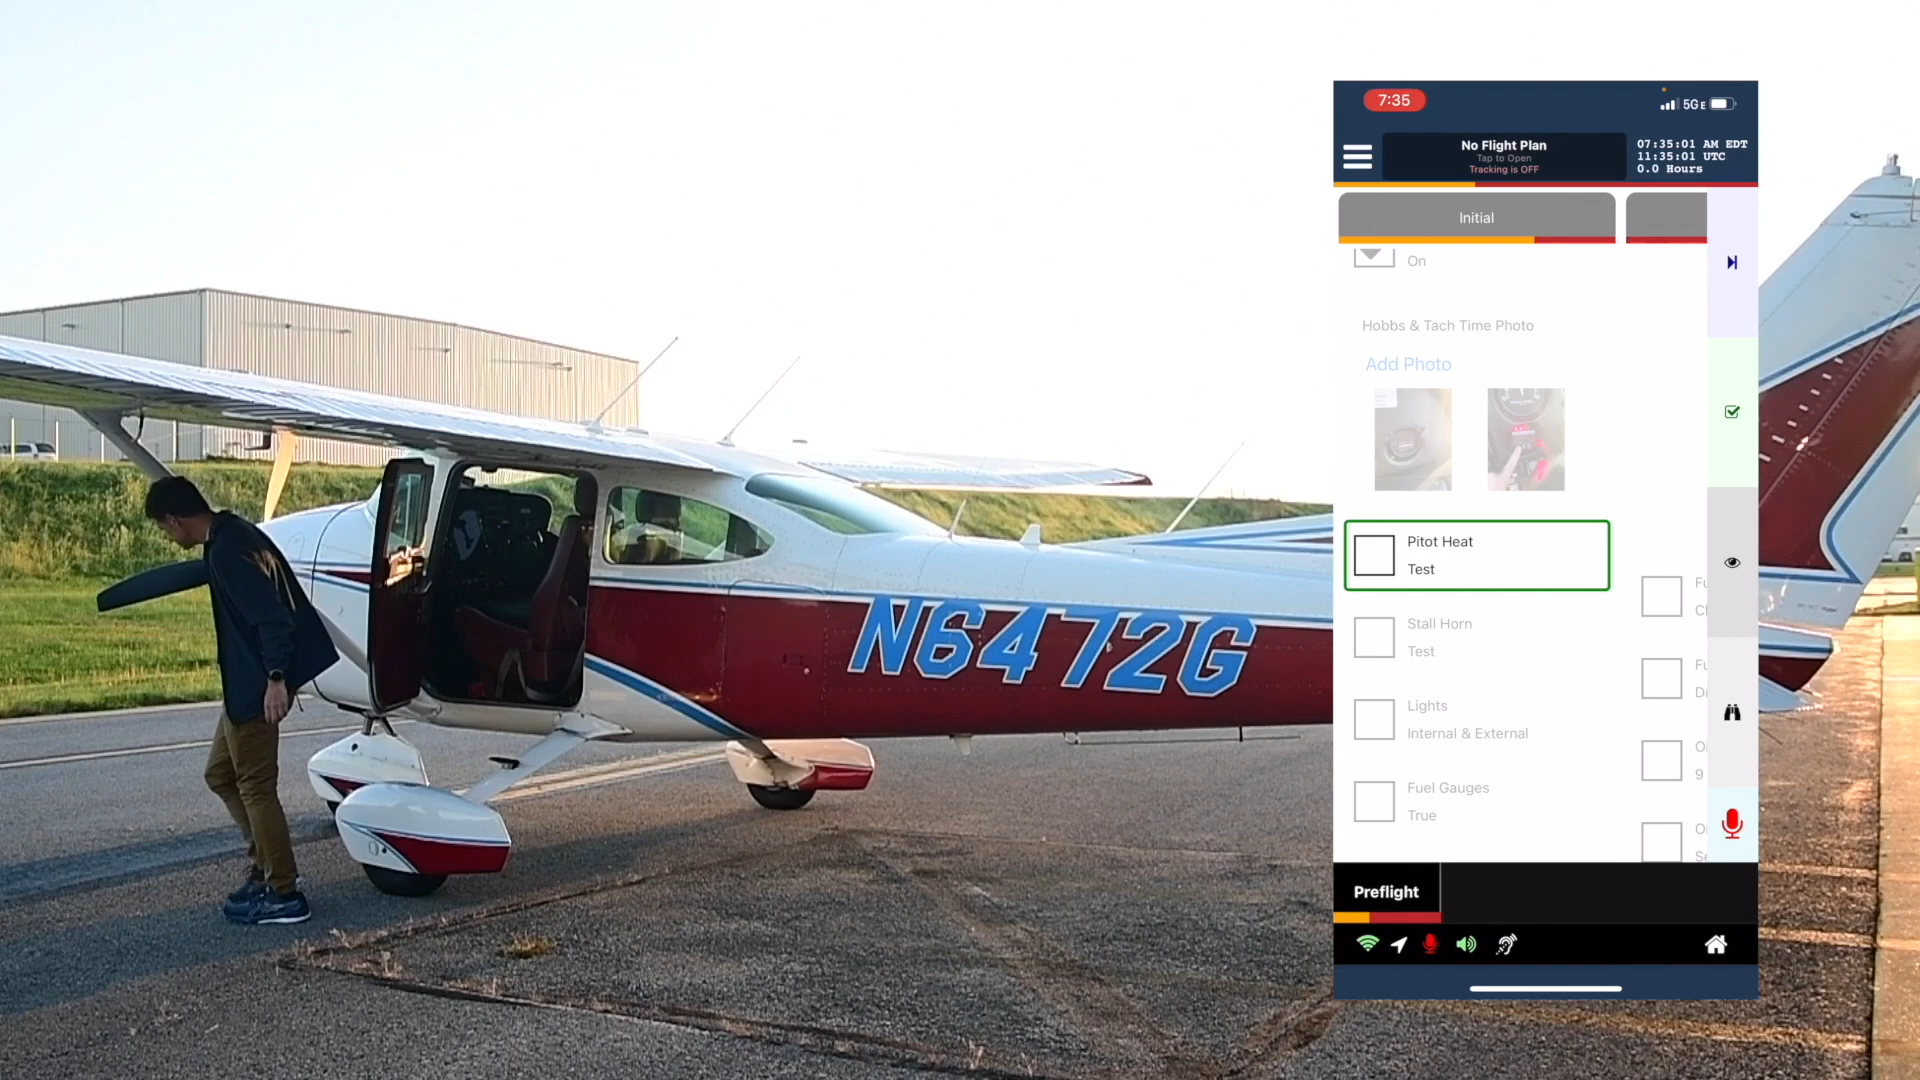 N6472G
7:35
5GE
No Flight Plan
Tap to Open
Tracking is OFF
07:35:01 AM EDT
11:35:01 UTC
0.0 Hours
Initial
On
Hobbs & Tach Time Photo
Add Photo
Pitot Heat
Test
Stall Horn
Test
Lights
Internal & External
Fuel Gauges
True
9
Preflight